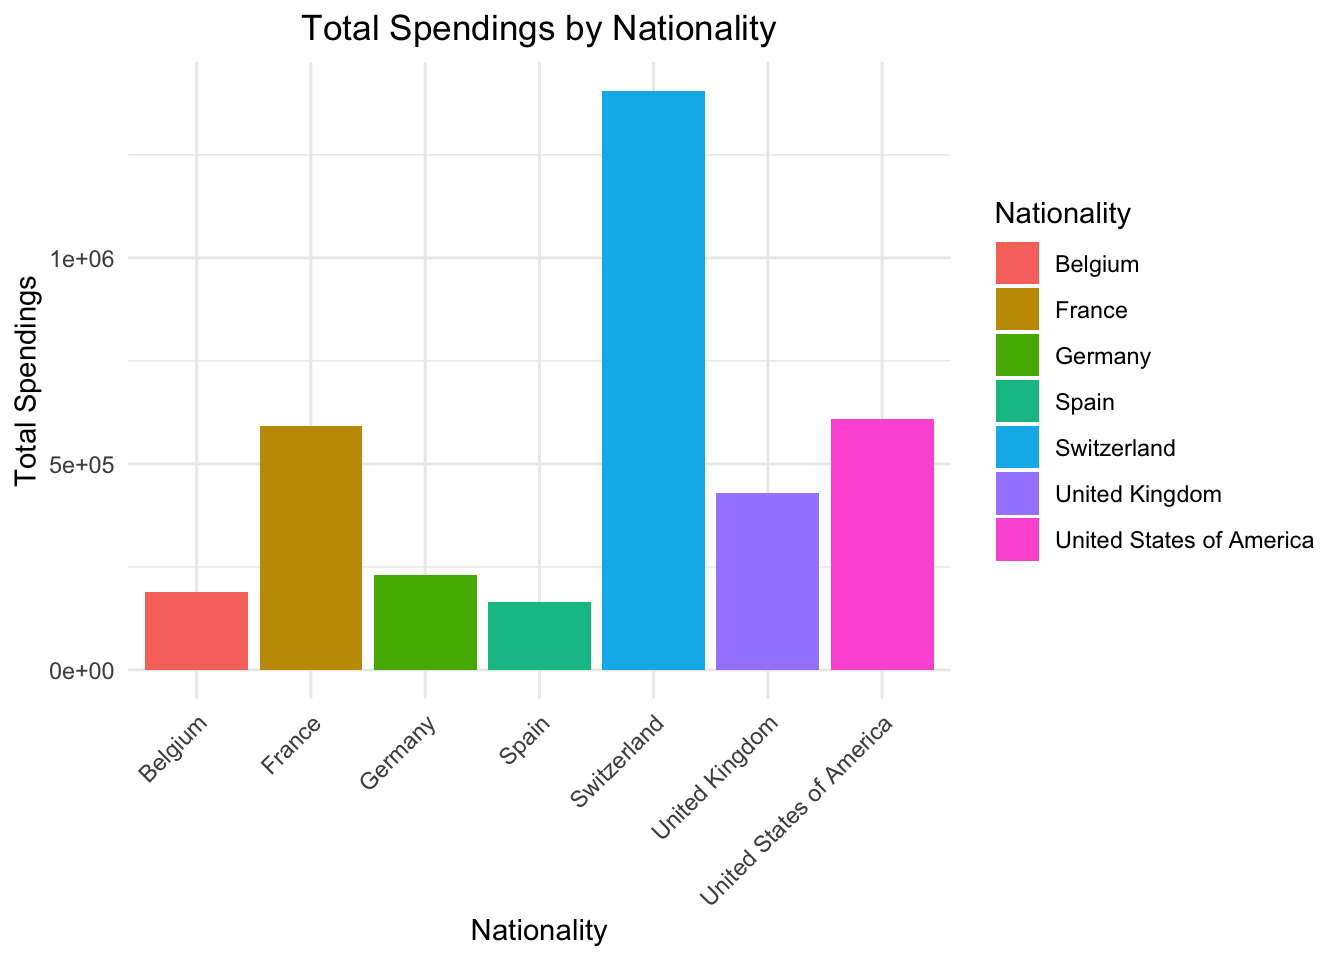 Total Spendings by Nationality
Total Spendings
1e+06
5e+05
0e+00
Belgium
France
Germany
Spain
Switzerland
United Kingdom
United States of America
Nationality
Nationality
Belgium
France
Germany
Spain
Switzerland
United Kingdom
United States of America